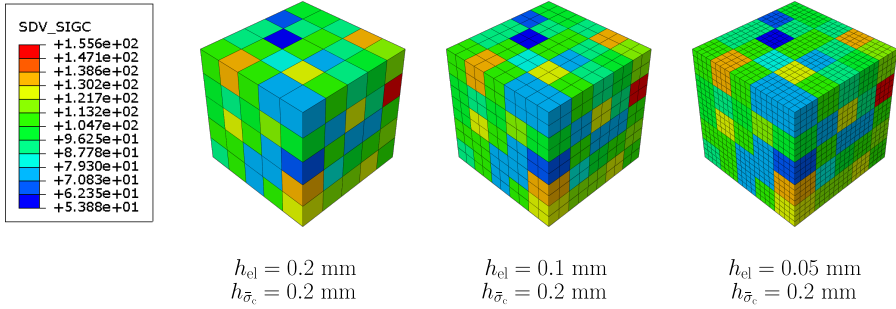 SDV_SIGC
+1.556e+02
+1.471e+02
+1.386e+02
+1.302e+02
+1.217e+02
+1.132e+02
+1.047e+02
+9.625e+01
+8.778e+01
+7.930e+01
+7.083e+01
+6.235e+01
+5.388e+01
h_el = 0.2 mm
h_σ̄_c = 0.2 mm
h_el = 0.1 mm
h_σ̄_c = 0.2 mm
h_el = 0.05 mm
h_σ̄_c = 0.2 mm